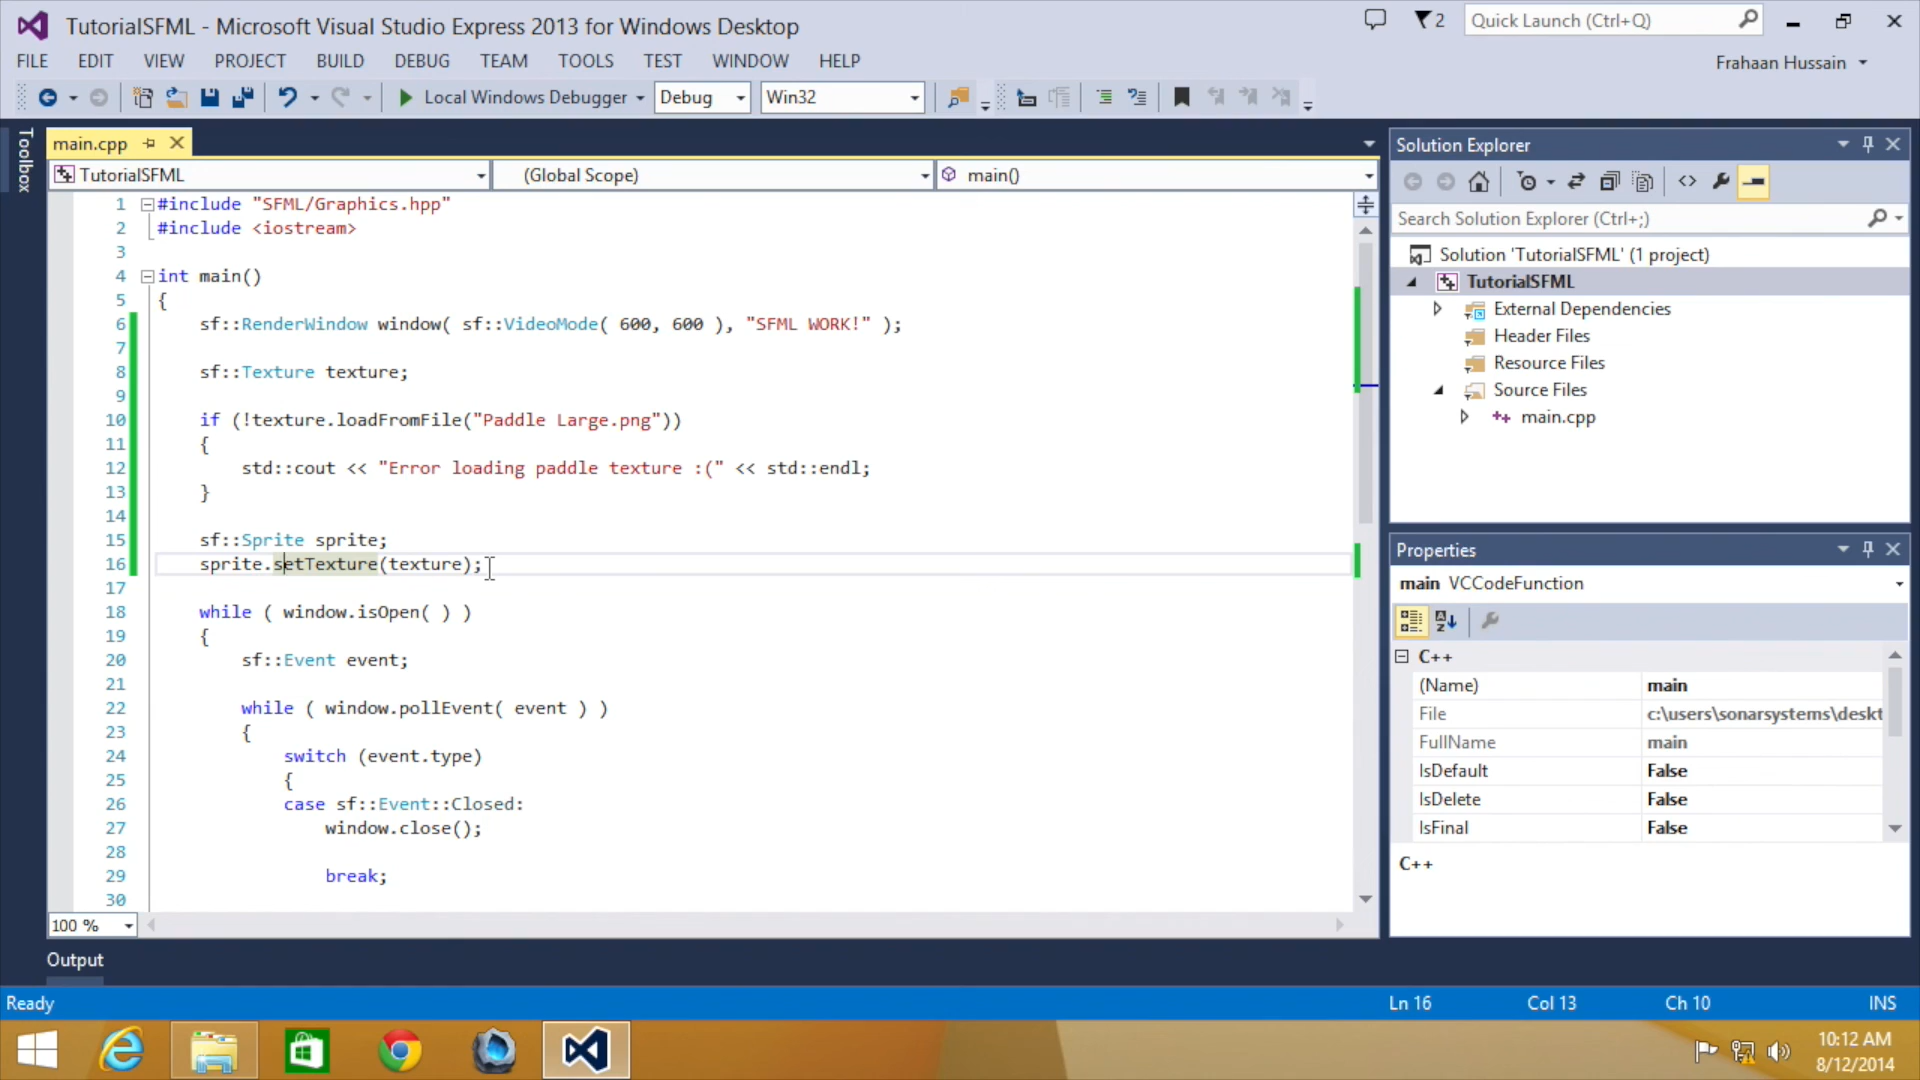 TutorialSFML - Microsoft Visual Studio Express 2013 for Windows Desktop
2
Quick Launch (Ctrl+Q)
FILE EDIT VIEW PROJECT BUILD DEBUG TEAM TOOLS TEST WINDOW HELP
Frahaan Hussain
Local Windows Debugger Debug Win32
Toolbox
main.cpp
TutorialSFML (Global Scope) main()
1 #include "SFML/Graphics.hpp"
2 #include <iostream>
3
4 int main()
5 {
6 sf::RenderWindow window( sf::VideoMode( 600, 600 ), "SFML WORK!" );
7
8 sf::Texture texture;
9
10 if (!texture.loadFromFile("Paddle Large.png"))
11 {
12 std::cout << "Error loading paddle texture :(" << std::endl;
13 }
14
15 sf::Sprite sprite;
16 sprite.setTexture(texture);
17
18 while ( window.isOpen( ) )
19 {
20 sf::Event event;
21
22 while ( window.pollEvent( event ) )
23 {
24 switch (event.type)
25 {
26 case sf::Event::Closed:
27 window.close();
28
29 break;
30
100 %
Solution Explorer
Search Solution Explorer (Ctrl+;)
Solution 'TutorialSFML' (1 project)
TutorialSFML
External Dependencies
Header Files
Resource Files
Source Files
main.cpp
Properties
main VCCodeFunction
C++
(Name) main
File c:\users\sonarsystems\deskt
FullName main
IsDefault False
IsDelete False
IsFinal False
C++
Output
Ready
Ln 16 Col 13 Ch 10 INS
10:12 AM
8/12/2014